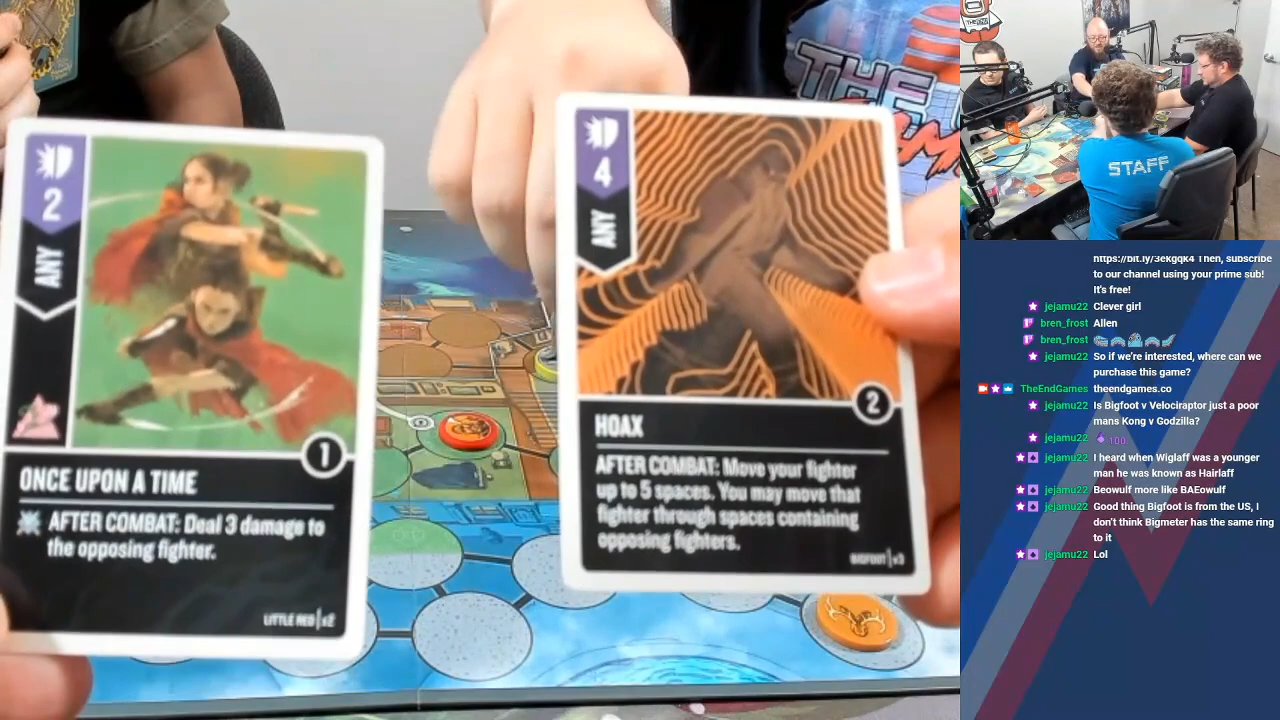 2
ANY
1
ONCE UPON A TIME
AFTER COMBAT: Deal 3 damage to
the opposing fighter.
LITTLE RED | x2
4
ANY
2
HOAX
AFTER COMBAT: Move your fighter
up to 5 spaces. You may move that
fighter through spaces containing
opposing fighters.
BIGFOOT | x3
THE
STAFF
https://bit.ly/3ekgqK4 Then, subscribe
to our channel using your prime sub!
It's free!
jejamu22 Clever girl
bren_frost Allen
bren_frost
jejamu22 So if we're interested, where can we
purchase this game?
TheEndGames theendgames.co
jejamu22 Is Bigfoot v Velociraptor just a poor
mans Kong v Godzilla?
jejamu22 100
jejamu22 I heard when Wiglaff was a younger
man he was known as Hairlaff
jejamu22 Beowulf more like BAEowulf
jejamu22 Good thing Bigfoot is from the US, I
don't think Bigmeter has the same ring
to it
jejamu22 Lol